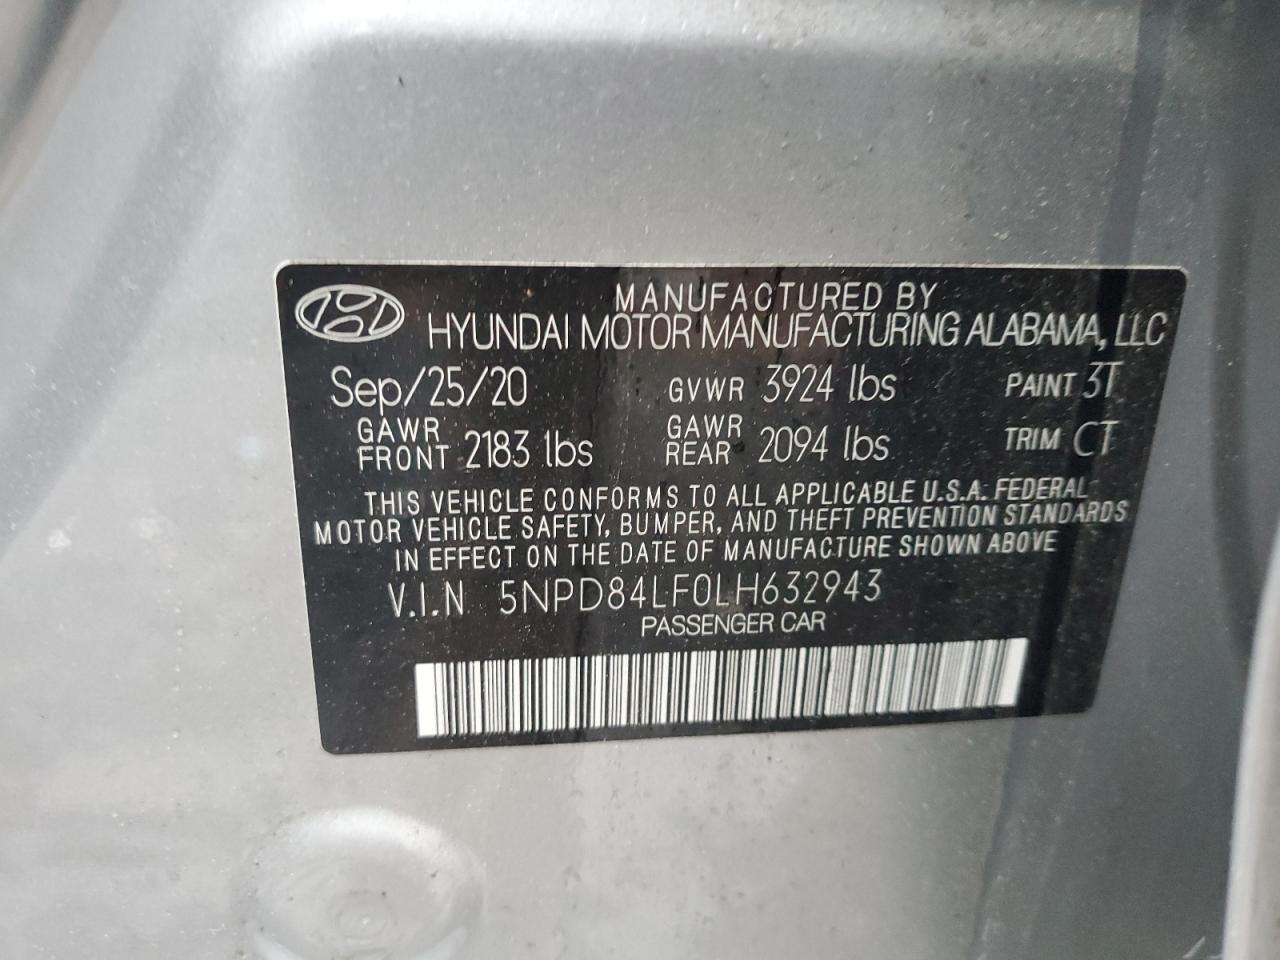 MANUFACTURED BY
HYUNDAI MOTOR MANUFACTURING ALABAMA, LLC
Sep/25/20 GVWR 3924 lbs PAINT 3T
GAWR FRONT 2183 lbs GAWR REAR 2094 lbs TRIM CT
THIS VEHICLE CONFORMS TO ALL APPLICABLE U.S.A. FEDERAL
MOTOR VEHICLE SAFETY, BUMPER, AND THEFT PREVENTION STANDARDS
IN EFFECT ON THE DATE OF MANUFACTURE SHOWN ABOVE
V.I.N 5NPD84LF0LH632943
PASSENGER CAR